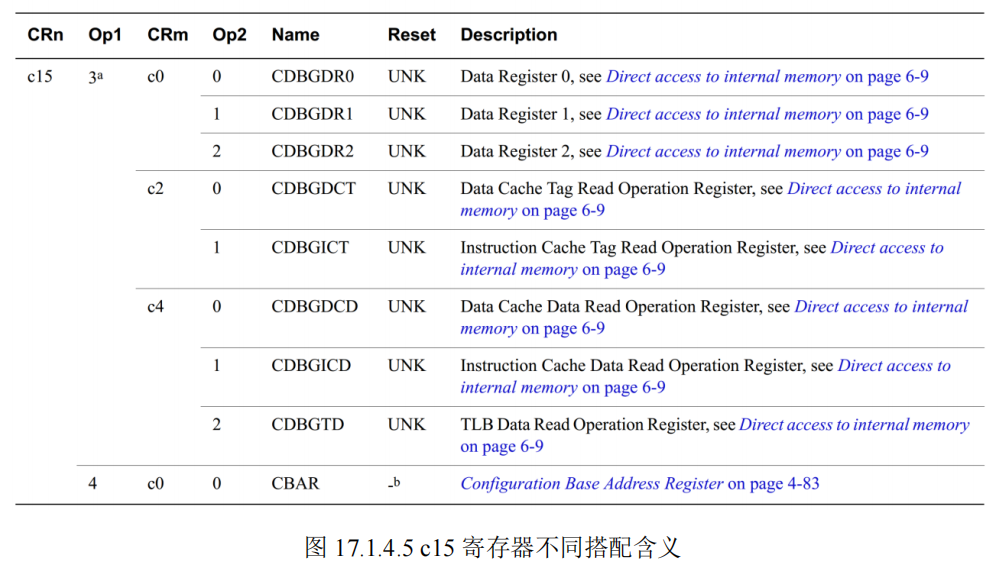 CRn Op1 CRm Op2 Name Reset Description
c15 3a c0 0 CDBGDR0 UNK Data Register 0, see Direct access to internal memory on page 6-9
1 CDBGDR1 UNK Data Register 1, see Direct access to internal memory on page 6-9
2 CDBGDR2 UNK Data Register 2, see Direct access to internal memory on page 6-9
c2 0 CDBGDCT UNK Data Cache Tag Read Operation Register, see Direct access to internal
memory on page 6-9
1 CDBGICT UNK Instruction Cache Tag Read Operation Register, see Direct access to
internal memory on page 6-9
c4 0 CDBGDCD UNK Data Cache Data Read Operation Register, see Direct access to internal
memory on page 6-9
1 CDBGICD UNK Instruction Cache Data Read Operation Register, see Direct access to
internal memory on page 6-9
2 CDBGTD UNK TLB Data Read Operation Register, see Direct access to internal memory
on page 6-9
4 c0 0 CBAR -b Configuration Base Address Register on page 4-83
图 17.1.4.5 c15 寄存器不同搭配含义